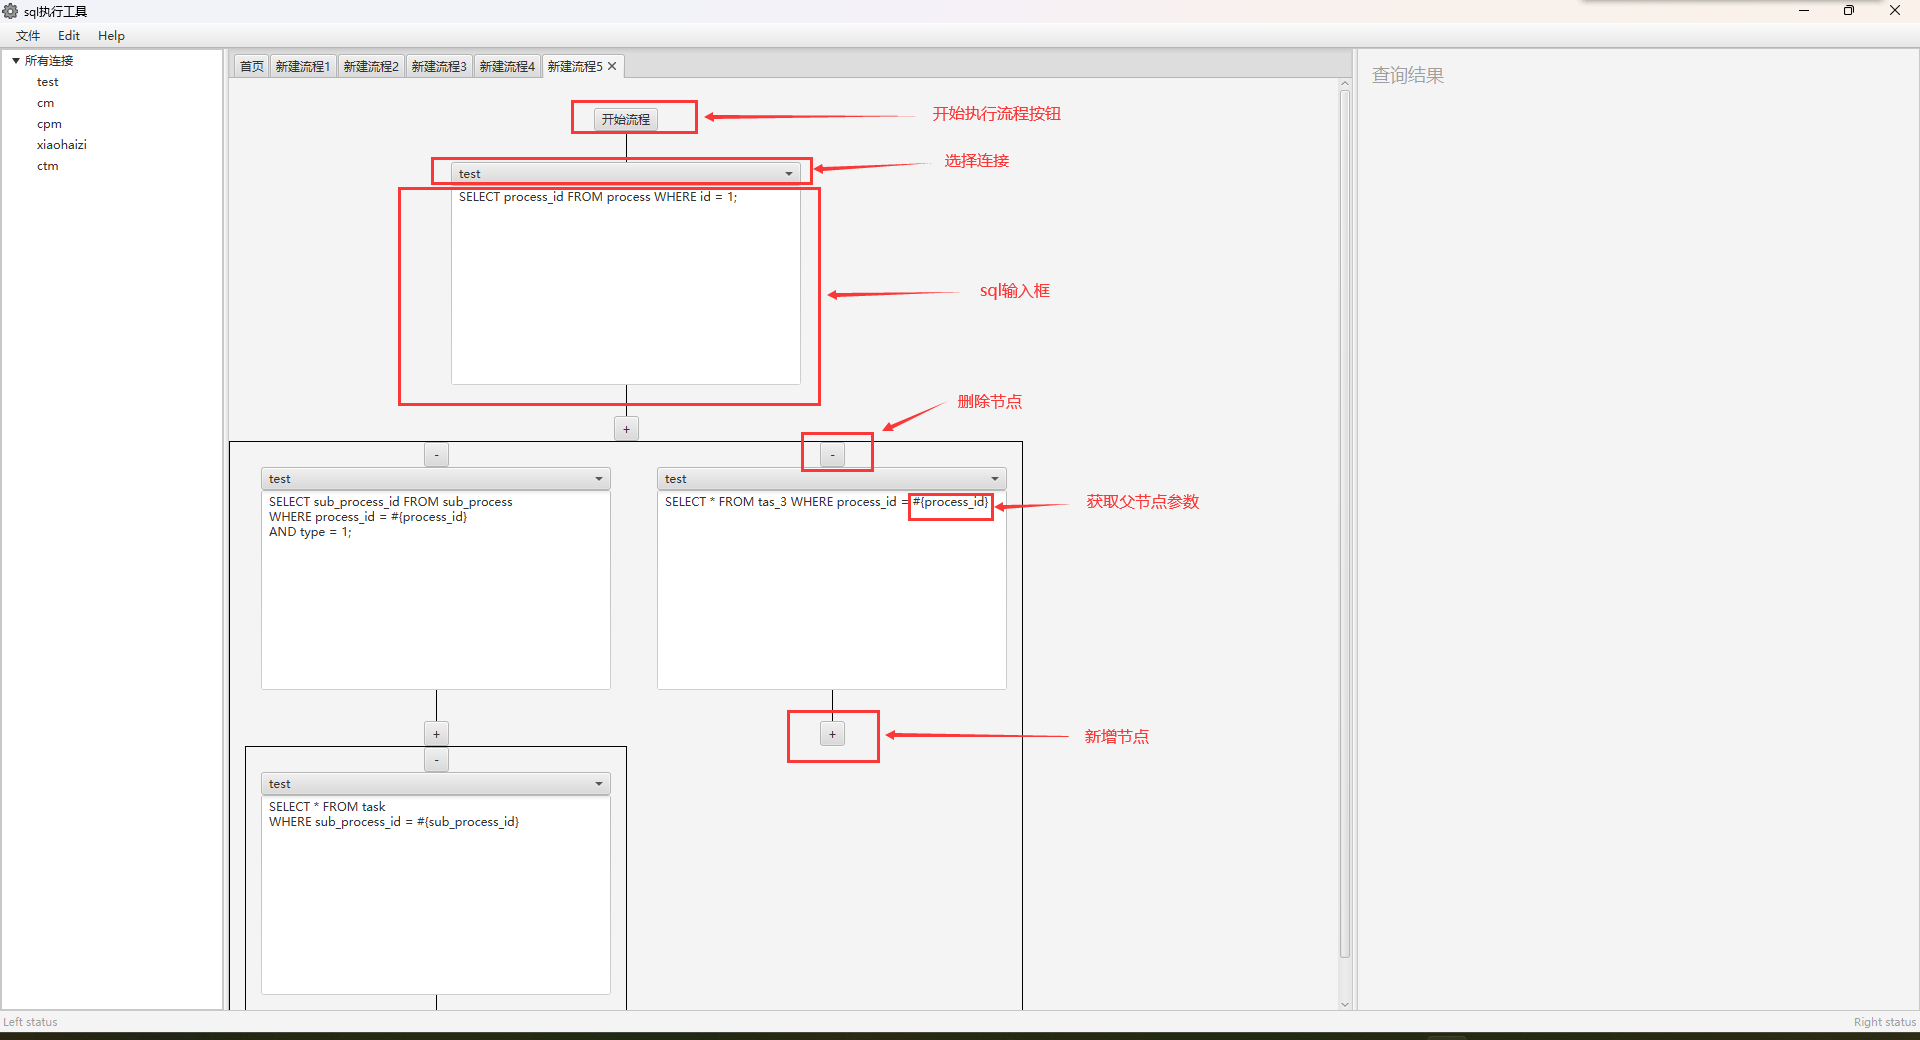 sql执行工具
文件 Edit Help
所有连接
test
cm
cpm
xiaohaizi
ctm
首页 新建流程1 新建流程2 新建流程3 新建流程4 新建流程5
开始流程
开始执行流程按钮
选择连接
test
SELECT process_id FROM process WHERE id = 1;
sql输入框
+
删除节点
-
test
SELECT sub_process_id FROM sub_process
WHERE process_id = #{process_id}
AND type = 1;
+
-
test
SELECT * FROM tas_3 WHERE process_id = #{process_id}
获取父节点参数
+
新增节点
-
test
SELECT * FROM task
WHERE sub_process_id = #{sub_process_id}
查询结果
Left status
Right status